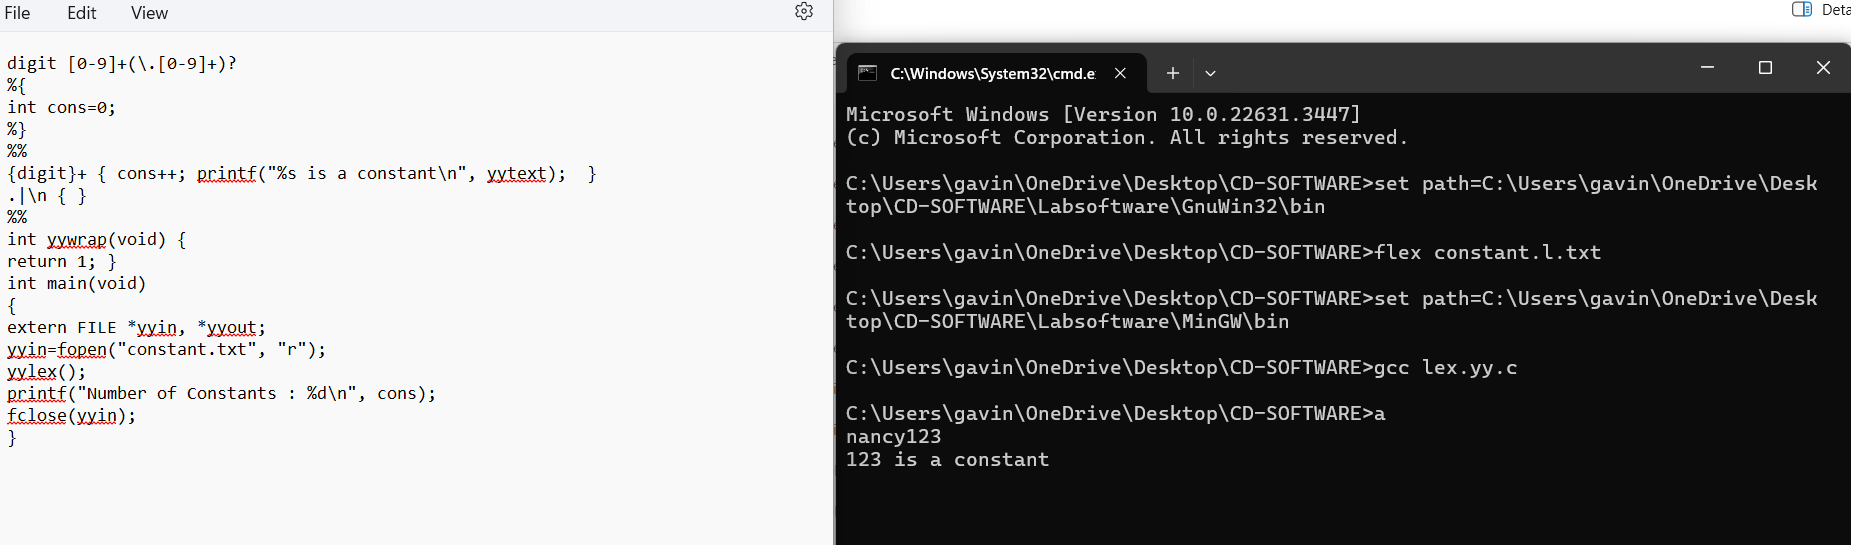 File Edit View
digit [0-9]+(\.[0-9]+)?
%{
int cons=0;
%}
%%
{digit}+ { cons++; printf("%s is a constant\n", yytext);  }
.|\n { }
%%
int yywrap(void) {
return 1; }
int main(void)
{
extern FILE *yyin, *yyout;
yyin=fopen("constant.txt", "r");
yylex();
printf("Number of Constants : %d\n", cons);
fclose(yyin);
}
C:\Windows\System32\cmd.e
Microsoft Windows [Version 10.0.22631.3447]
(c) Microsoft Corporation. All rights reserved.
C:\Users\gavin\OneDrive\Desktop\CD-SOFTWARE>set path=C:\Users\gavin\OneDrive\Desk
top\CD-SOFTWARE\Labsoftware\GnuWin32\bin
C:\Users\gavin\OneDrive\Desktop\CD-SOFTWARE>flex constant.l.txt
C:\Users\gavin\OneDrive\Desktop\CD-SOFTWARE>set path=C:\Users\gavin\OneDrive\Desk
top\CD-SOFTWARE\Labsoftware\MinGW\bin
C:\Users\gavin\OneDrive\Desktop\CD-SOFTWARE>gcc lex.yy.c
C:\Users\gavin\OneDrive\Desktop\CD-SOFTWARE>a
nancy123
123 is a constant
Deta